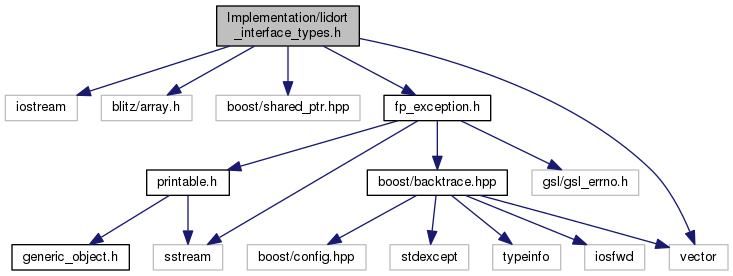 Implementation/lidort
_interface_types.h
iostream
blitz/array.h
boost/shared_ptr.hpp
fp_exception.h
printable.h
boost/backtrace.hpp
gsl/gsl_errno.h
generic_object.h
sstream
boost/config.hpp
stdexcept
typeinfo
iosfwd
vector